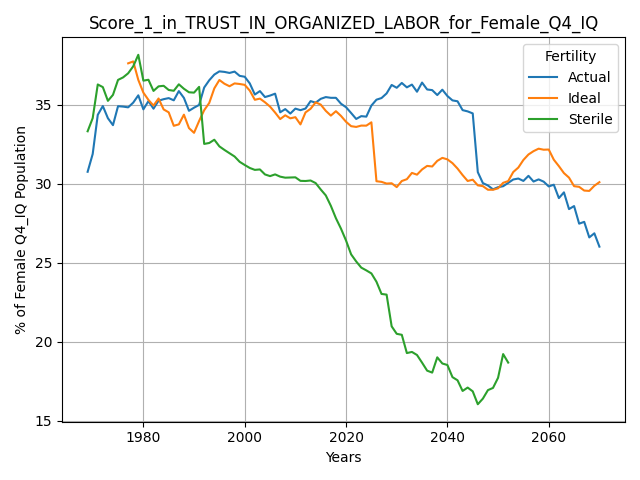 Score_1_in_TRUST_IN_ORGANIZED_LABOR_for_Female_Q4_IQ
Fertility
Actual
Ideal
Sterile
% of Female Q4_IQ Population
35
30
25
20
15
1980
2000
2020
2040
2060
Years